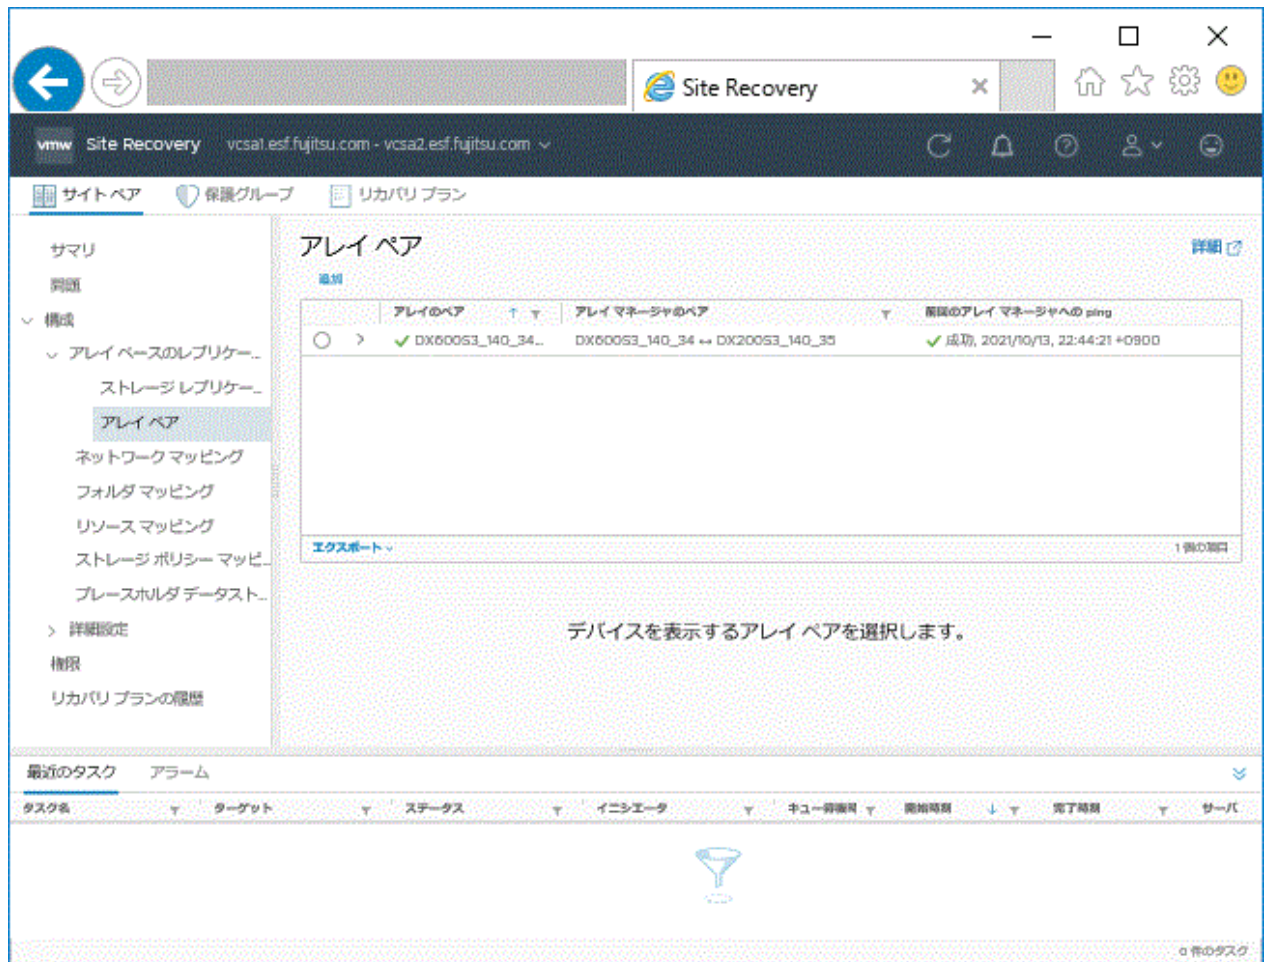 Site Recovery
vmw Site Recovery vcsa1.esf.fujitsu.com - vcsa2.esf.fujitsu.com
サイト ペア 保護グループ リカバリ プラン
サマリ
問題
構成
アレイ ベースのレプリケー...
ストレージ レプリケー...
アレイ ペア
ネットワーク マッピング
フォルダ マッピング
リソース マッピング
ストレージ ポリシー マッピ...
プレースホルダ データスト...
詳細設定
権限
リカバリ プランの履歴
アレイ ペア
詳細
追加
アレイのペア アレイ マネージャのペア 前回のアレイ マネージャへの ping
DX600S3_140_34... DX600S3_140_34 ↔ DX200S3_140_35 成功, 2021/10/13, 22:44:21 +0900
エクスポート 1 個の項目
デバイスを表示するアレイ ペアを選択します。
最近のタスク アラーム
タスク名 ターゲット ステータス イニシエータ キュー待機時 開始時刻 完了時刻 サーバ
0 件のタスク